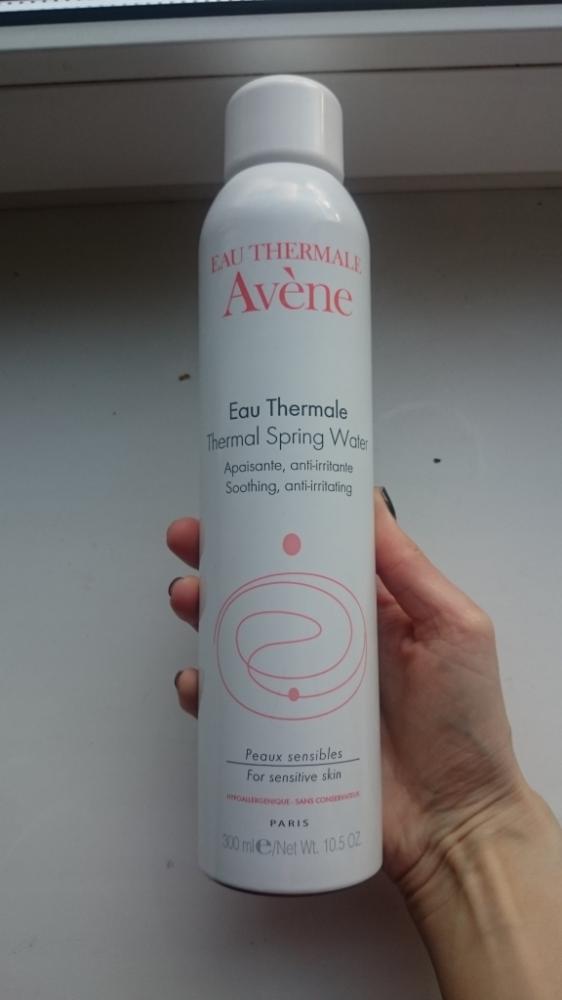 EAU THERMALE
Avène
Eau Thermale
Thermal Spring Water
Apaisante, anti-irritante
Soothing, anti-irritating
Peaux sensibles
For sensitive skin
HYPOALLERGENIQUE - SANS CONSERVATEUR
PARIS
300 ml ℮/Net Wt. 10.5 OZ.